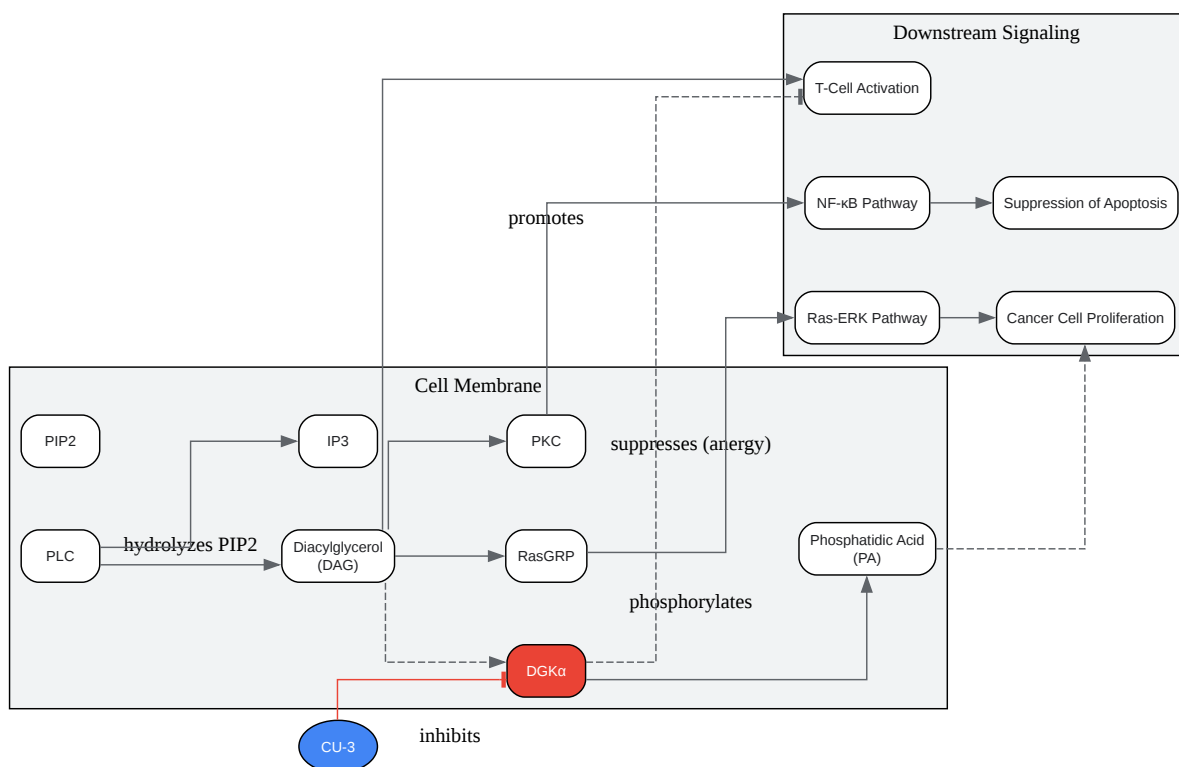 Downstream Signaling
T-Cell Activation
NF-κB Pathway
Suppression of Apoptosis
promotes
Ras-ERK Pathway
Cancer Cell Proliferation
Cell Membrane
PIP2
IP3
PKC
suppresses (anergy)
PLC
hydrolyzes PIP2
Diacylglycerol
(DAG)
RasGRP
Phosphatidic Acid
(PA)
phosphorylates
DGKα
inhibits
CU-3